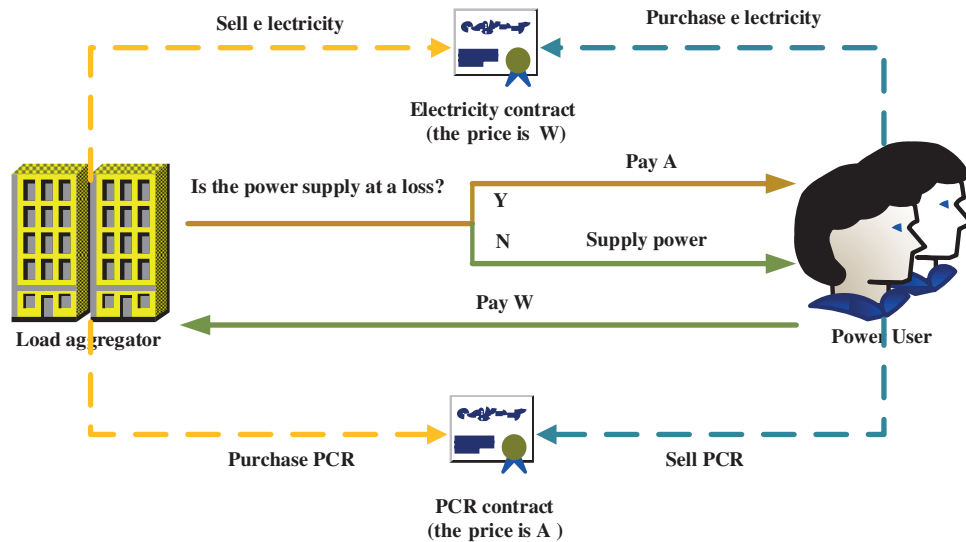 Sell e lectricity
Purchase e lectricity
Electricity contract
(the price is W)
Is the power supply at a loss?
Pay A
Y
N
Supply power
Pay W
Load aggregator
Power User
Purchase PCR
Sell PCR
PCR contract
(the price is A )